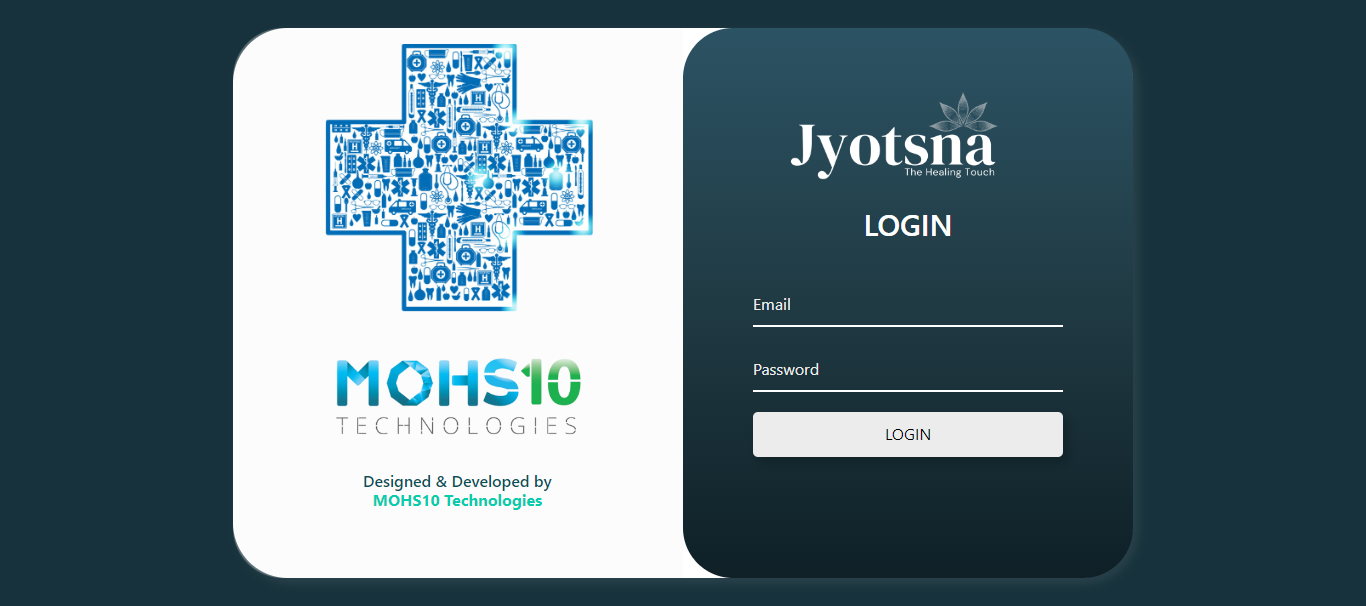 MOHS10
TECHNOLOGIES
Designed & Developed by
MOHS10 Technologies
Jyotsna
The Healing Touch
LOGIN
Email
Password
LOGIN